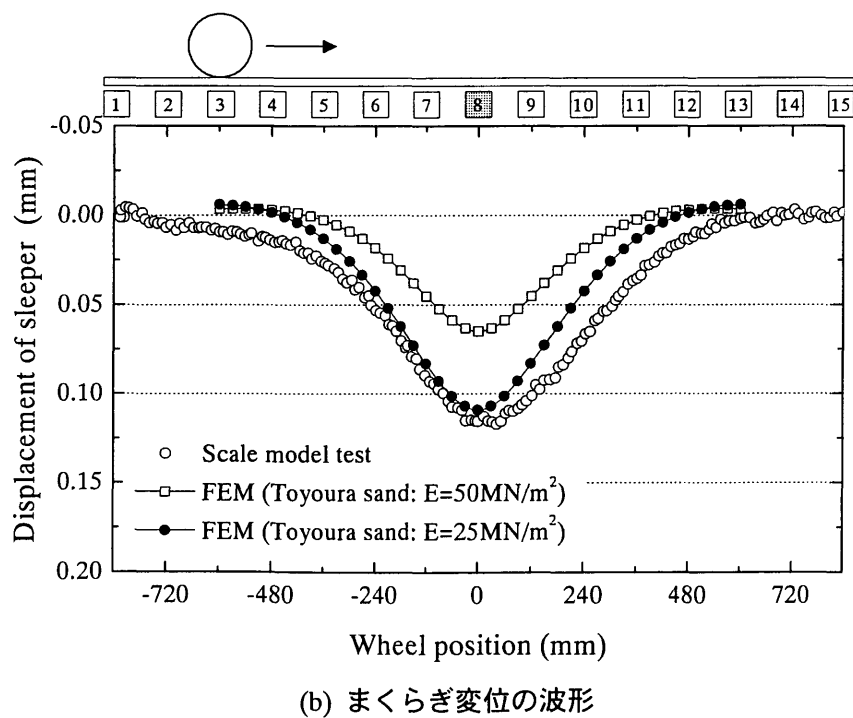 1 2 3 4 5 6 7 8 9 10 11 12 13 14 15
-0.05
0.00
0.05
0.10
0.15
0.20
Displacement of sleeper (mm)
Scale model test
FEM (Toyoura sand: E=50MN/m²)
FEM (Toyoura sand: E=25MN/m²)
-720 -480 -240 0 240 480 720
Wheel position (mm)
(b) まくらぎ変位の波形